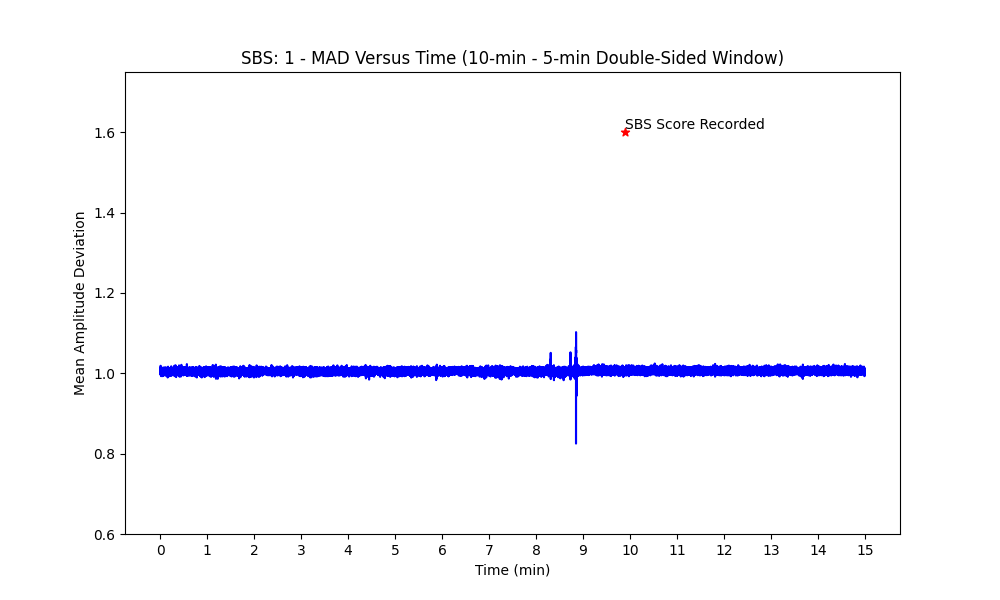 SBS: 1 - MAD Versus Time (10-min - 5-min Double-Sided Window)
SBS Score Recorded
Mean Amplitude Deviation
1.6
1.4
1.2
1.0
0.8
0.6
0 1 2 3 4 5 6 7 8 9 10 11 12 13 14 15
Time (min)